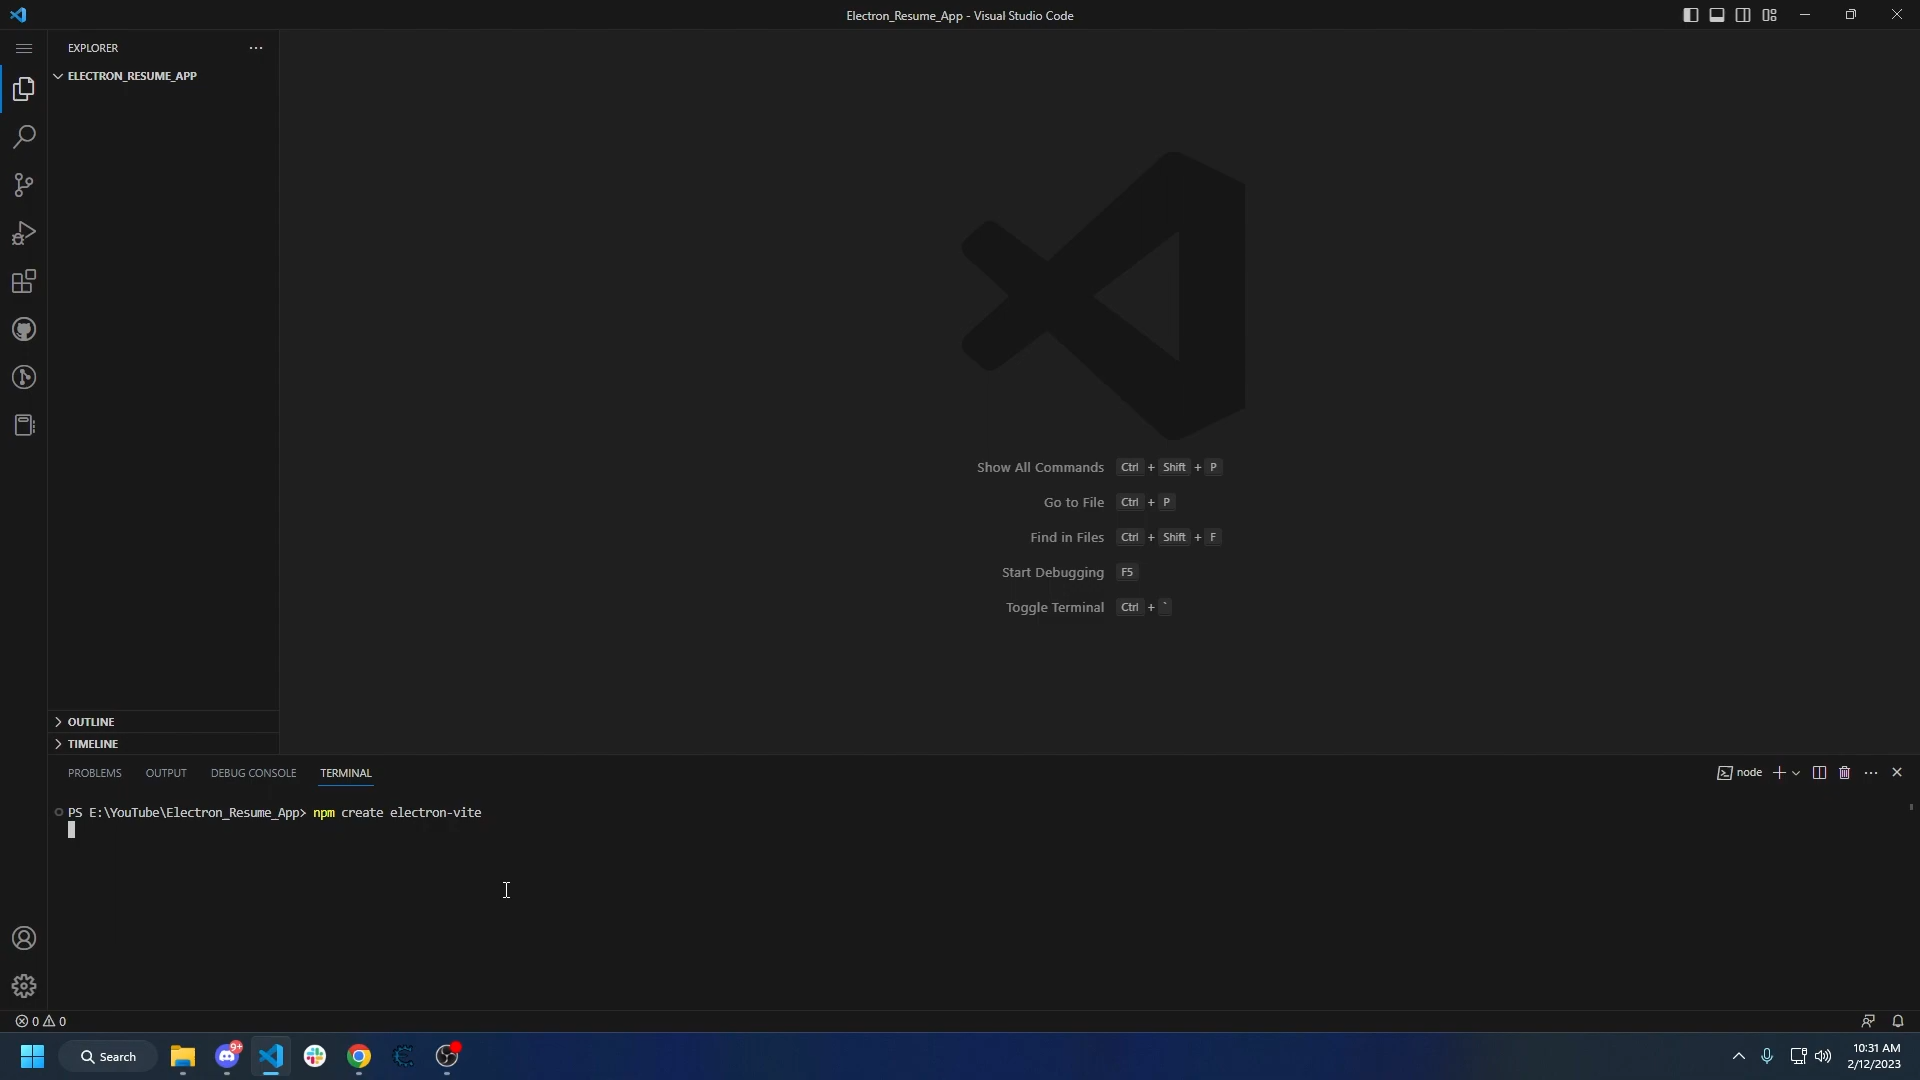 Electron_Resume_App - Visual Studio Code
EXPLORER
ELECTRON_RESUME_APP
Show All Commands Ctrl + Shift + P
Go to File Ctrl + P
Find in Files Ctrl + Shift + F
Start Debugging F5
Toggle Terminal Ctrl + `
OUTLINE
TIMELINE
PROBLEMS OUTPUT DEBUG CONSOLE TERMINAL node
PS E:\YouTube\Electron_Resume_App> npm create electron-vite
0 0
Search 9+ 10:31 AM
2/12/2023